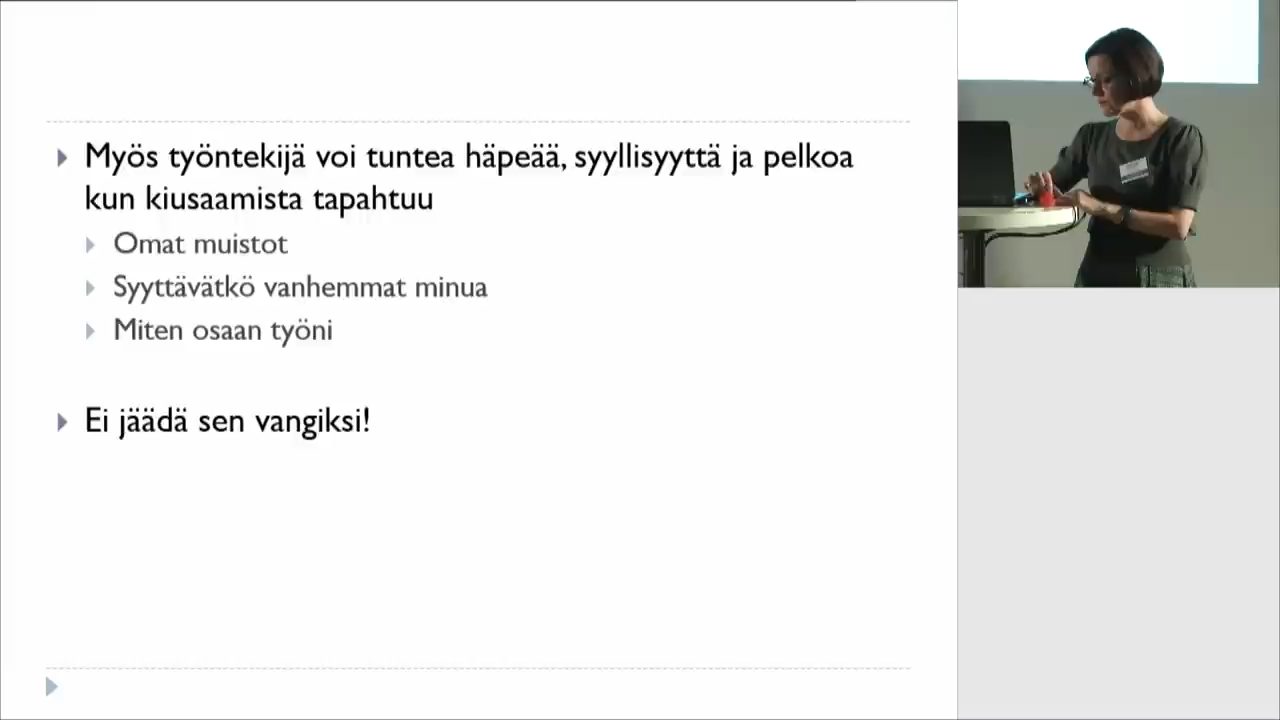 Myös työntekijä voi tuntea häpeää, syyllisyyttä ja pelkoa
kun kiusaamista tapahtuu
Omat muistot
Syyttävätkö vanhemmat minua
Miten osaan työni
Ei jäädä sen vangiksi!